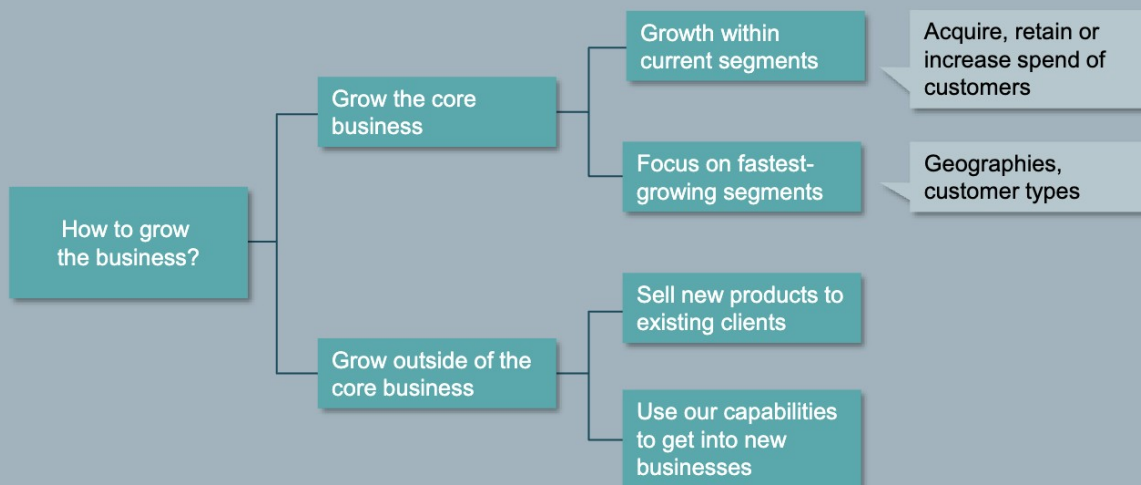 How to grow
the business?
Grow the core
business
Growth within
current segments
Acquire, retain or
increase spend of
customers
Focus on fastest-
growing segments
Geographies,
customer types
Grow outside of the
core business
Sell new products to
existing clients
Use our capabilities
to get into new
businesses